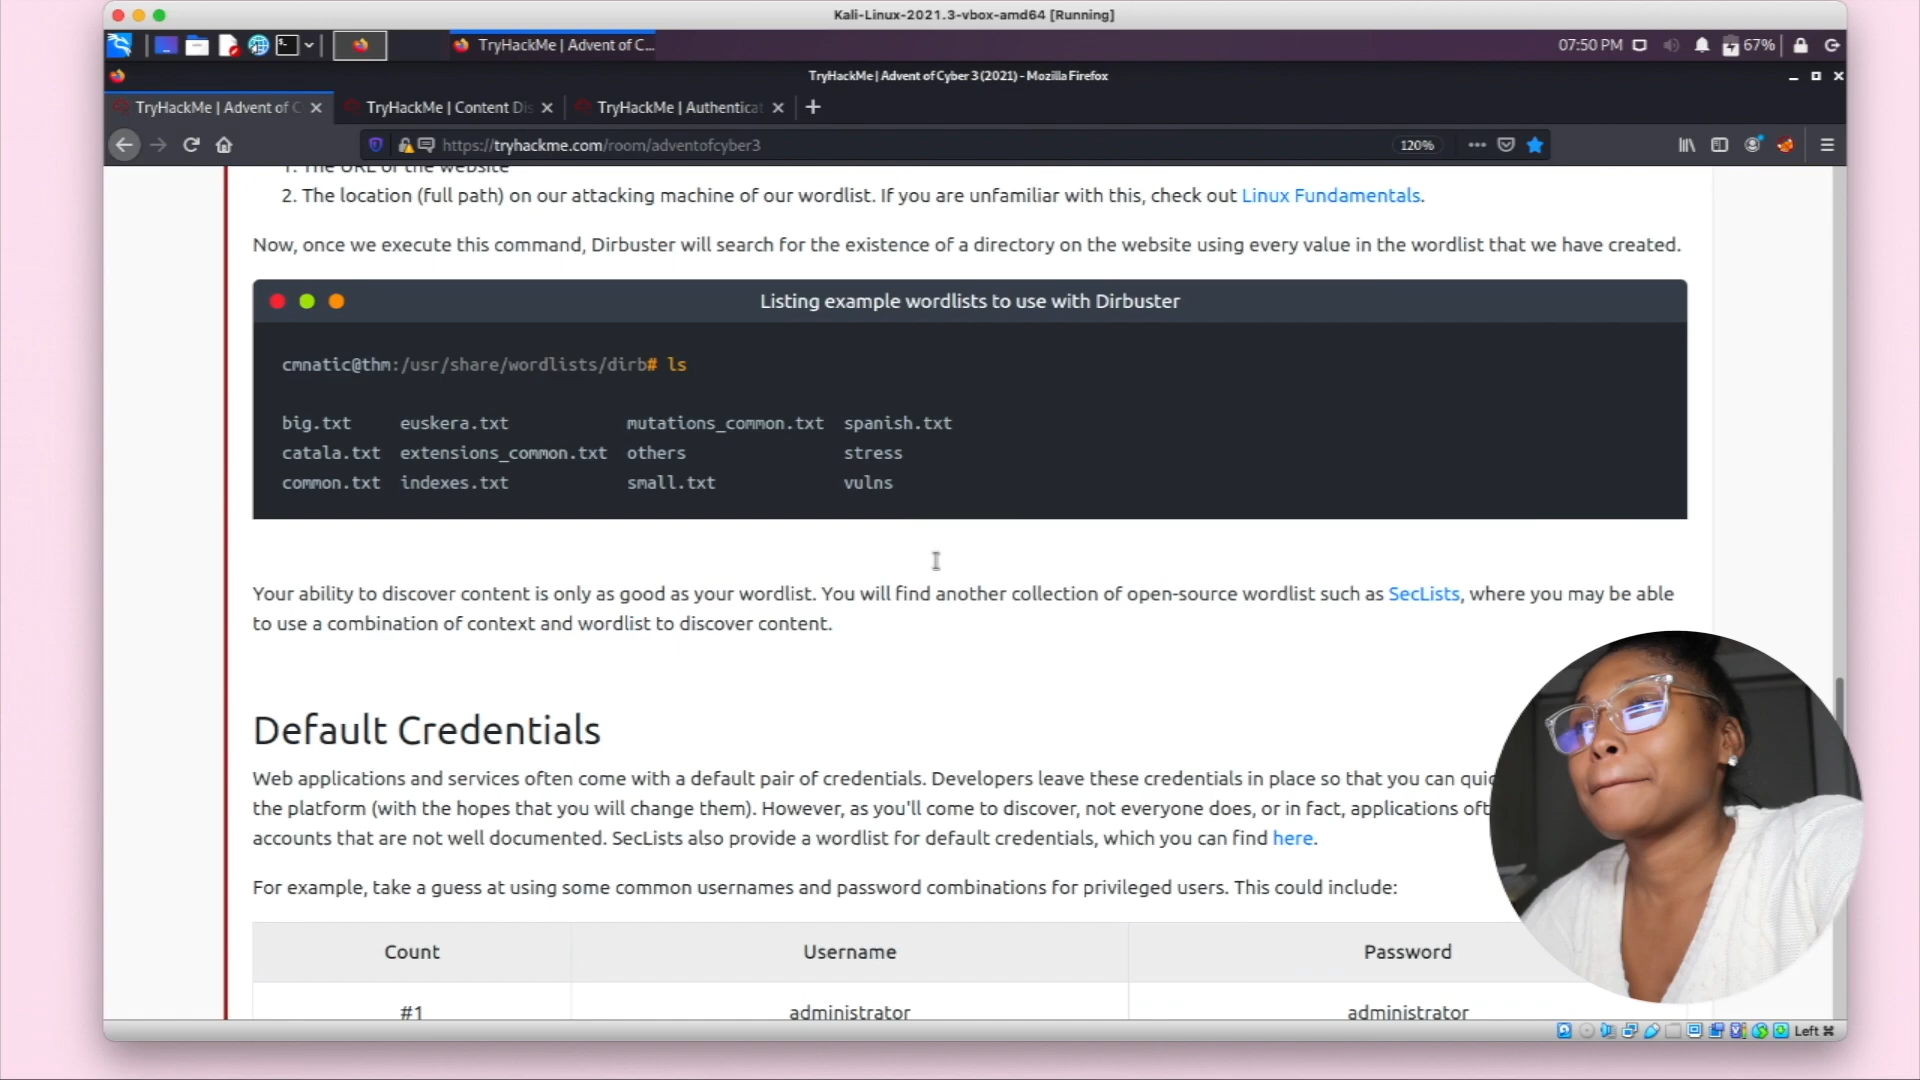 Kali-Linux-2021.3-vbox-amd64 [Running]
TryHackMe | Advent of C...
07:50 PM
67%
TryHackMe | Advent of Cyber 3 (2021) - Mozilla Firefox
TryHackMe | Advent of C
TryHackMe | Content Dis
TryHackMe | Authenticat
https://tryhackme.com/room/adventofcyber3
120%
1. The URL of the website
2. The location (full path) on our attacking machine of our wordlist. If you are unfamiliar with this, check out Linux Fundamentals.
Now, once we execute this command, Dirbuster will search for the existence of a directory on the website using every value in the wordlist that we have created.
Listing example wordlists to use with Dirbuster
cmnatic@thm:/usr/share/wordlists/dirb# ls
big.txt euskera.txt mutations_common.txt spanish.txt
catala.txt extensions_common.txt others stress
common.txt indexes.txt small.txt vulns
Your ability to discover content is only as good as your wordlist. You will find another collection of open-source wordlist such as SecLists, where you may be able
to use a combination of context and wordlist to discover content.
Default Credentials
Web applications and services often come with a default pair of credentials. Developers leave these credentials in place so that you can quic
the platform (with the hopes that you will change them). However, as you'll come to discover, not everyone does, or in fact, applications oft
accounts that are not well documented. SecLists also provide a wordlist for default credentials, which you can find here.
For example, take a guess at using some common usernames and password combinations for privileged users. This could include:
Count Username Password
#1 administrator administrator
Left ⌘